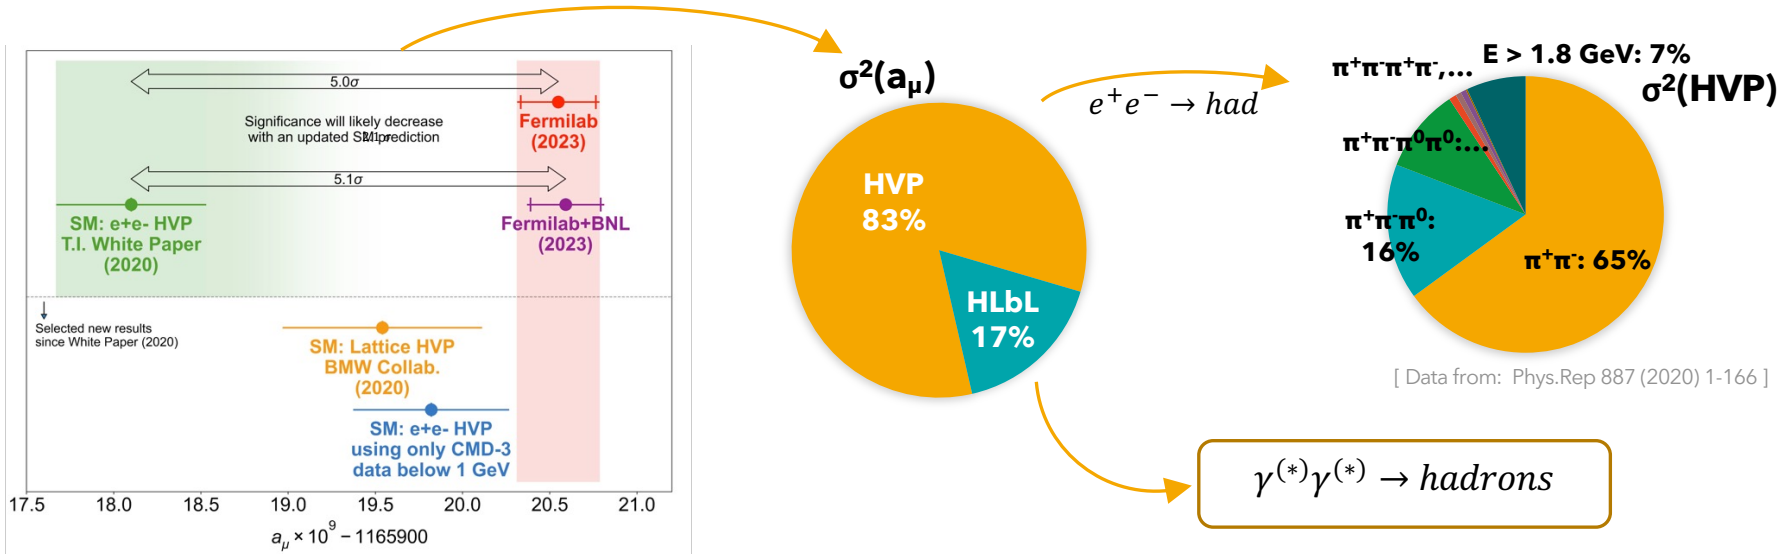 5.0σ
Fermilab
(2023)
Significance will likely decrease
with an updated SM prediction
5.1σ
SM: e+e- HVP
T.I. White Paper
(2020)
Fermilab+BNL
(2023)
Selected new results
since White Paper (2020)
SM: Lattice HVP
BMW Collab.
(2020)
SM: e+e- HVP
using only CMD-3
data below 1 GeV
17.5 18.0 18.5 19.0 19.5 20.0 20.5 21.0
aμ × 10⁹ − 1165900
σ²(aμ)
HVP
83%
HLbL
17%
e⁺e⁻ → had
E > 1.8 GeV: 7%
π⁺π⁻π⁺π⁻,...
σ²(HVP)
π⁺π⁻π⁰π⁰:...
π⁺π⁻π⁰:
16%
π⁺π⁻: 65%
[ Data from: Phys.Rep 887 (2020) 1-166 ]
γ⁽*⁾γ⁽*⁾ → hadrons